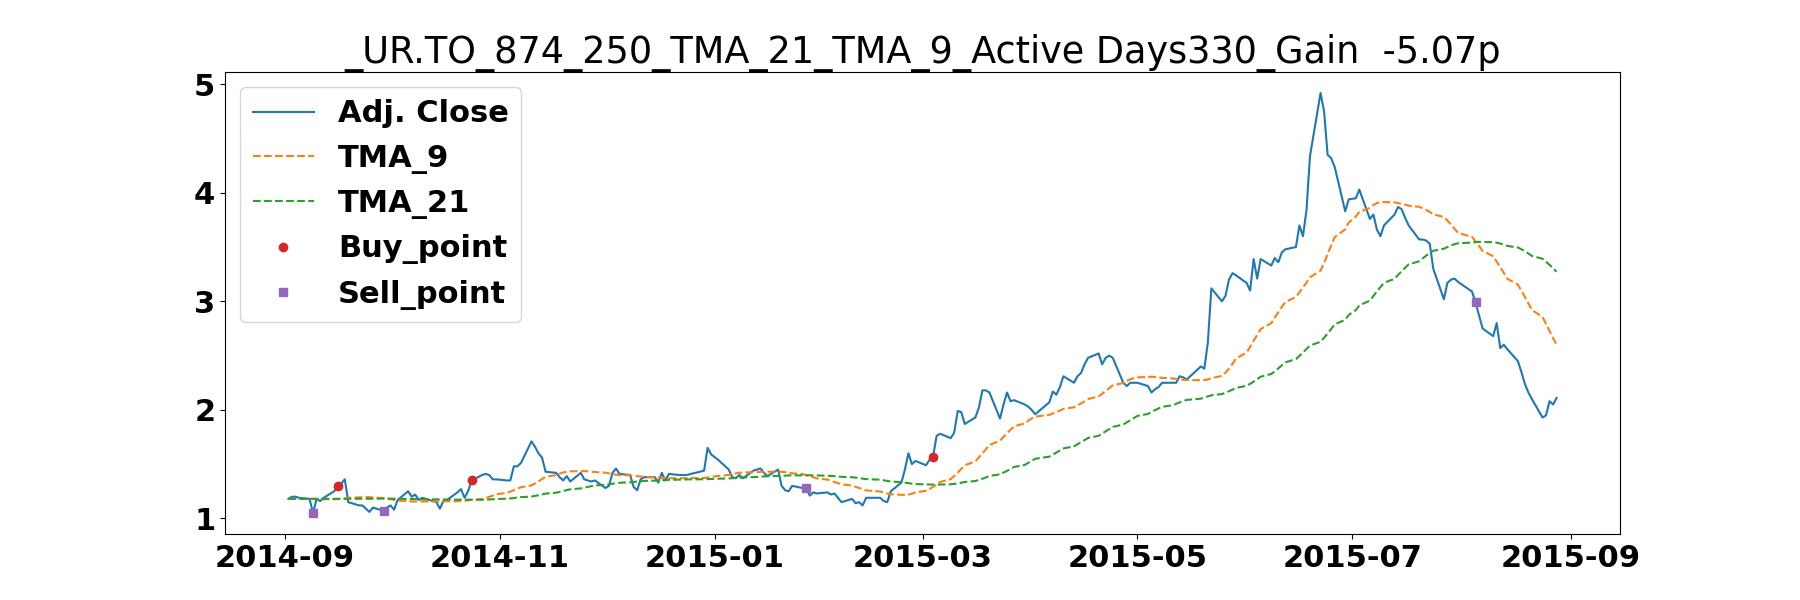 _UR.TO_874_250_TMA_21_TMA_9_Active Days330_Gain  -5.07p
5
4
3
2
1
Adj. Close
TMA_9
TMA_21
Buy_point
Sell_point
2014-09 2014-11 2015-01 2015-03 2015-05 2015-07 2015-09